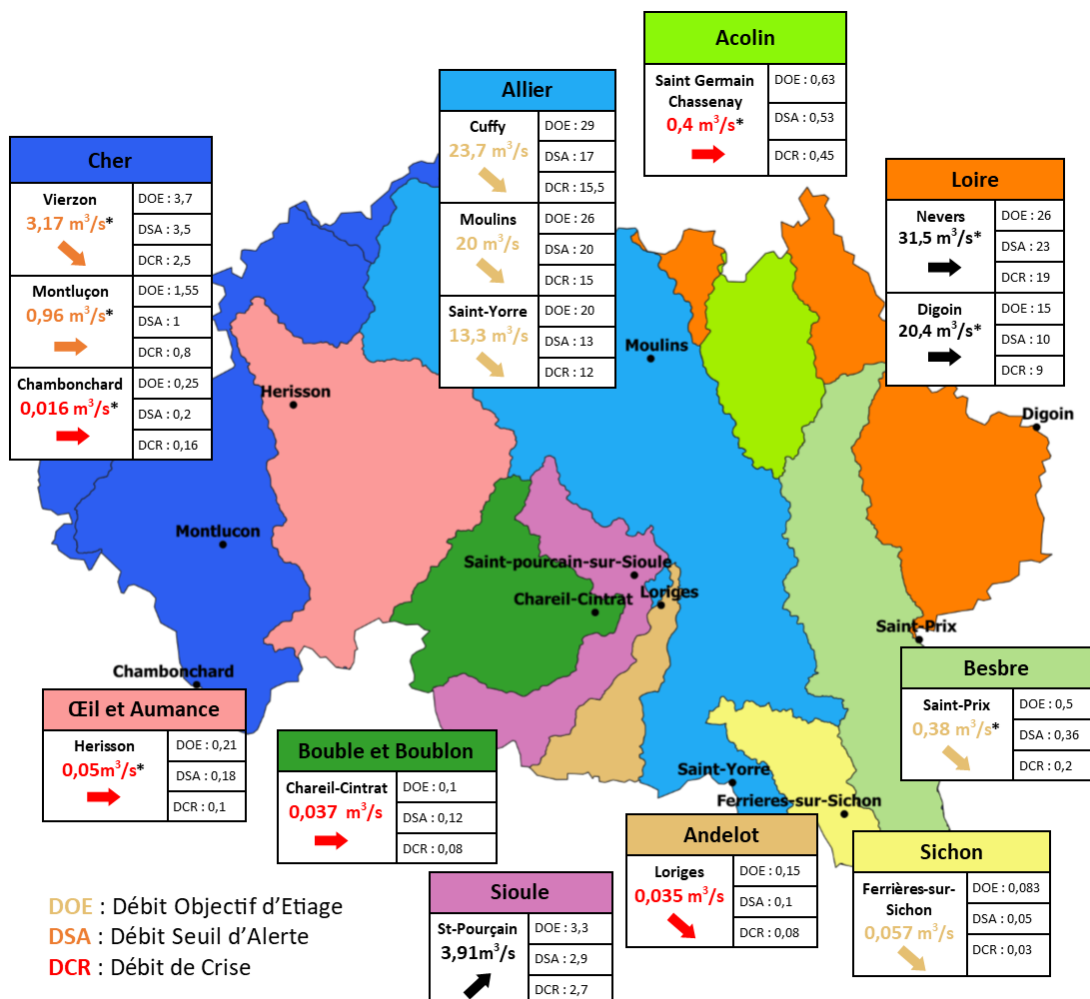 Acolin
Saint Germain
Chassenay
0,4 m³/s*
DOE : 0,63
DSA : 0,53
DCR : 0,45
Allier
Cuffy
23,7 m³/s
DOE : 29
DSA : 17
DCR : 15,5
Moulins
20 m³/s
DOE : 26
DSA : 20
DCR : 15
Saint-Yorre
13,3 m³/s
DOE : 20
DSA : 13
DCR : 12
Cher
Vierzon
3,17 m³/s*
DOE : 3,7
DSA : 3,5
DCR : 2,5
Montluçon
0,96 m³/s*
DOE : 1,55
DSA : 1
DCR : 0,8
Chambonchard
0,016 m³/s*
DOE : 0,25
DSA : 0,2
DCR : 0,16
Loire
Nevers
31,5 m³/s*
DOE : 26
DSA : 23
DCR : 19
Digoin
20,4 m³/s*
DOE : 15
DSA : 10
DCR : 9
Moulins
Herisson
Digoin
Montlucon
Saint-pourcain-sur-Sioule
Loriges
Chareil-Cintrat
Saint-Prix
Chambonchard
Saint-Yorre
Ferrieres-sur-Sichon
Besbre
Saint-Prix
0,38 m³/s*
DOE : 0,5
DSA : 0,36
DCR : 0,2
Œil et Aumance
Herisson
0,05m³/s*
DOE : 0,21
DSA : 0,18
DCR : 0,1
Bouble et Boublon
Chareil-Cintrat
0,037 m³/s
DOE : 0,1
DSA : 0,12
DCR : 0,08
Andelot
Loriges
0,035 m³/s
DOE : 0,15
DSA : 0,1
DCR : 0,08
Sichon
Ferrières-sur-
Sichon
0,057 m³/s
DOE : 0,083
DSA : 0,05
DCR : 0,03
Sioule
St-Pourçain
3,91m³/s
DOE : 3,3
DSA : 2,9
DCR : 2,7
DOE : Débit Objectif d'Etiage
DSA : Débit Seuil d'Alerte
DCR : Débit de Crise